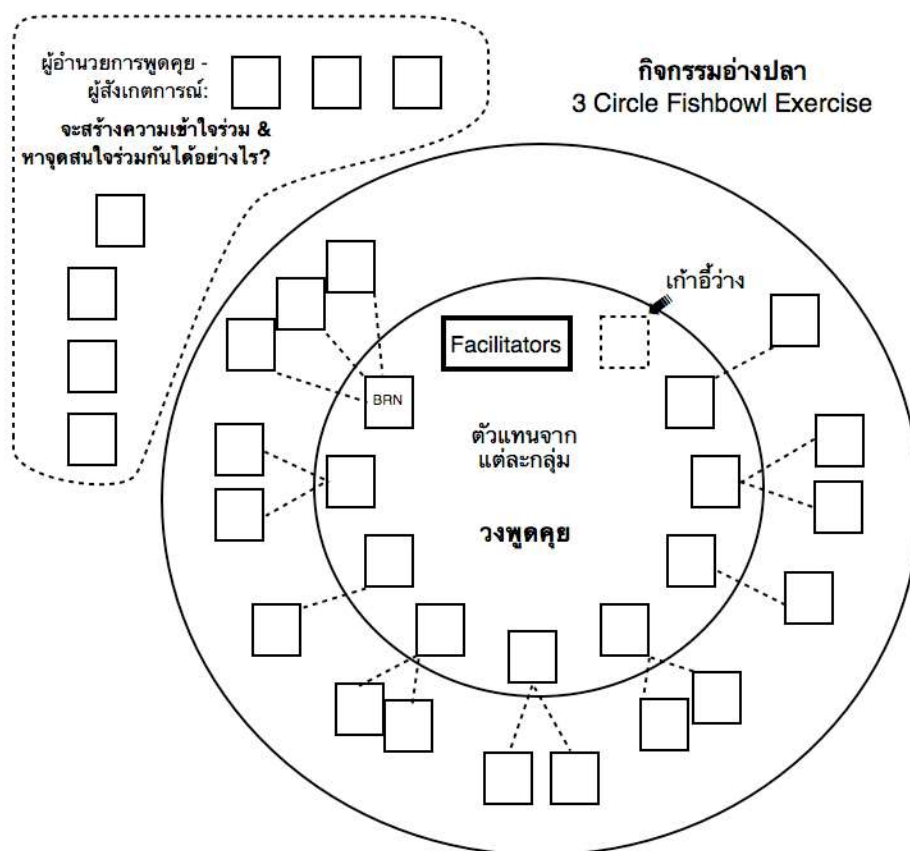 ผู้อำนวยการพูดคุย -
ผู้สังเกตการณ์:
จะสร้างความเข้าใจร่วม &
หาจุดสนใจร่วมกันได้อย่างไร?
กิจกรรมอ่างปลา
3 Circle Fishbowl Exercise
เก้าอี้ว่าง
Facilitators
BRN
ตัวแทนจาก
แต่ละกลุ่ม
วงพูดคุย